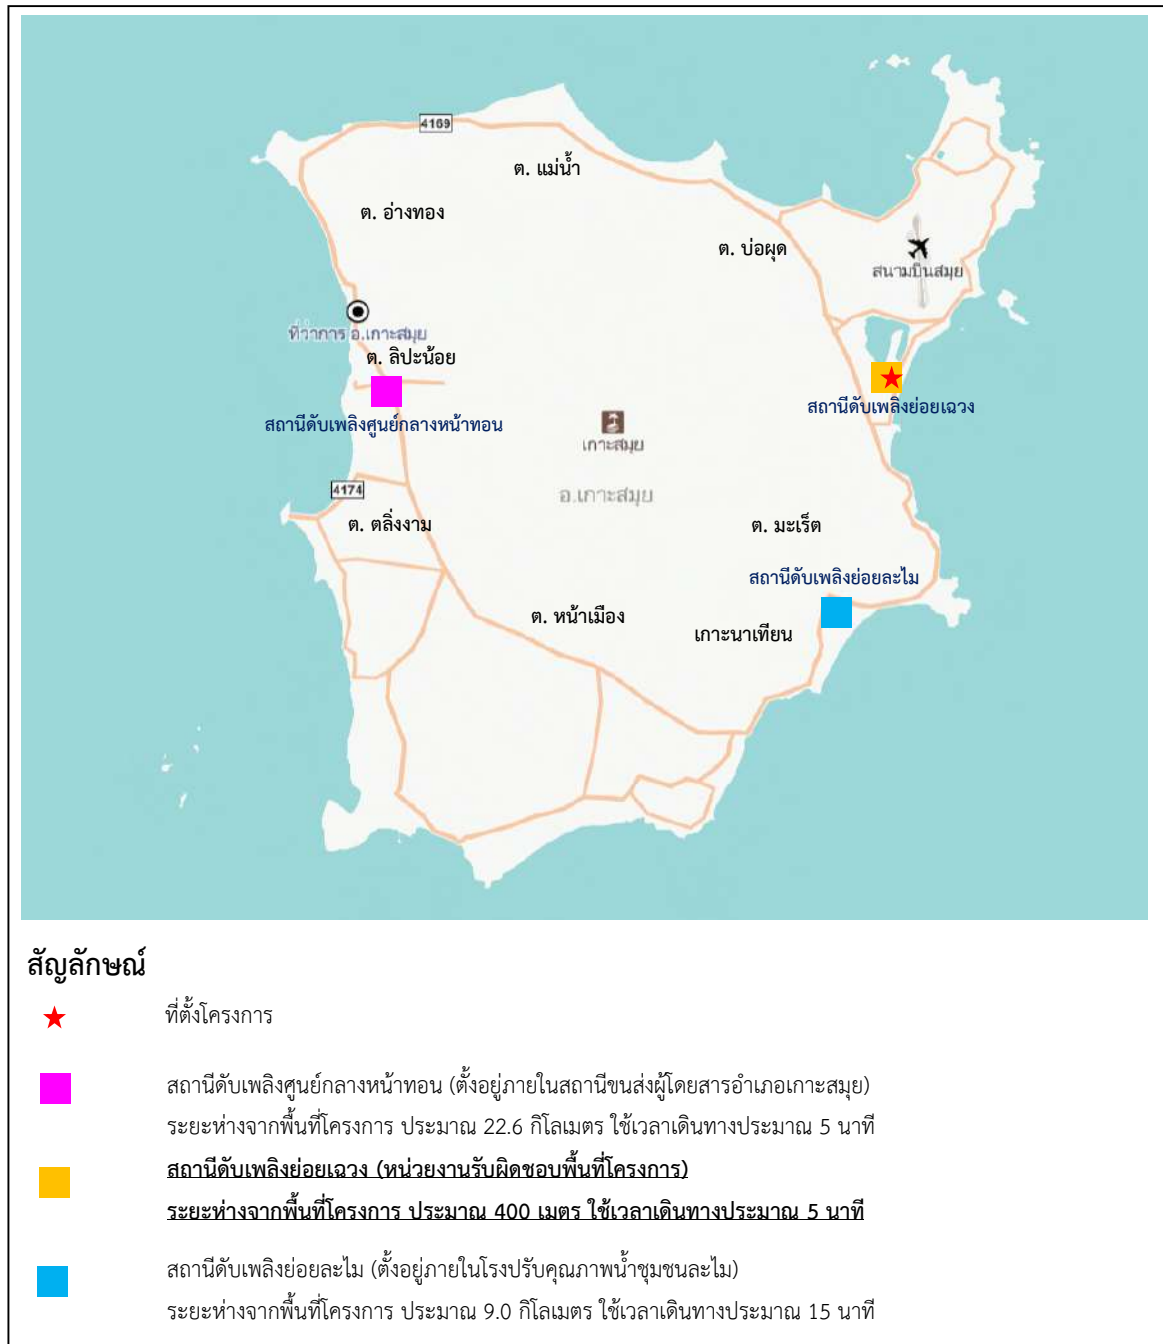 4169
ต. แม่น้ำ
ต. อ่างทอง
ต. บ่อผุด
สนามบินสมุย
ที่ว่าการ อ.เกาะสมุย
ต. ลิปะน้อย
สถานีดับเพลิงย่อยเฉวง
สถานีดับเพลิงศูนย์กลางหน้าทอน
เกาะสมุย
4174
อ.เกาะสมุย
ต. ตลิ่งงาม
ต. มะเร็ต
สถานีดับเพลิงย่อยละไม
ต. หน้าเมือง
เกาะนาเทียน
สัญลักษณ์
ที่ตั้งโครงการ
สถานีดับเพลิงศูนย์กลางหน้าทอน (ตั้งอยู่ภายในสถานีขนส่งผู้โดยสารอำเภอเกาะสมุย)
ระยะห่างจากพื้นที่โครงการ ประมาณ 22.6 กิโลเมตร ใช้เวลาเดินทางประมาณ 5 นาที
สถานีดับเพลิงย่อยเฉวง (หน่วยงานรับผิดชอบพื้นที่โครงการ)
ระยะห่างจากพื้นที่โครงการ ประมาณ 400 เมตร ใช้เวลาเดินทางประมาณ 5 นาที
สถานีดับเพลิงย่อยละไม (ตั้งอยู่ภายในโรงปรับคุณภาพน้ำชุมชนละไม)
ระยะห่างจากพื้นที่โครงการ ประมาณ 9.0 กิโลเมตร ใช้เวลาเดินทางประมาณ 15 นาที